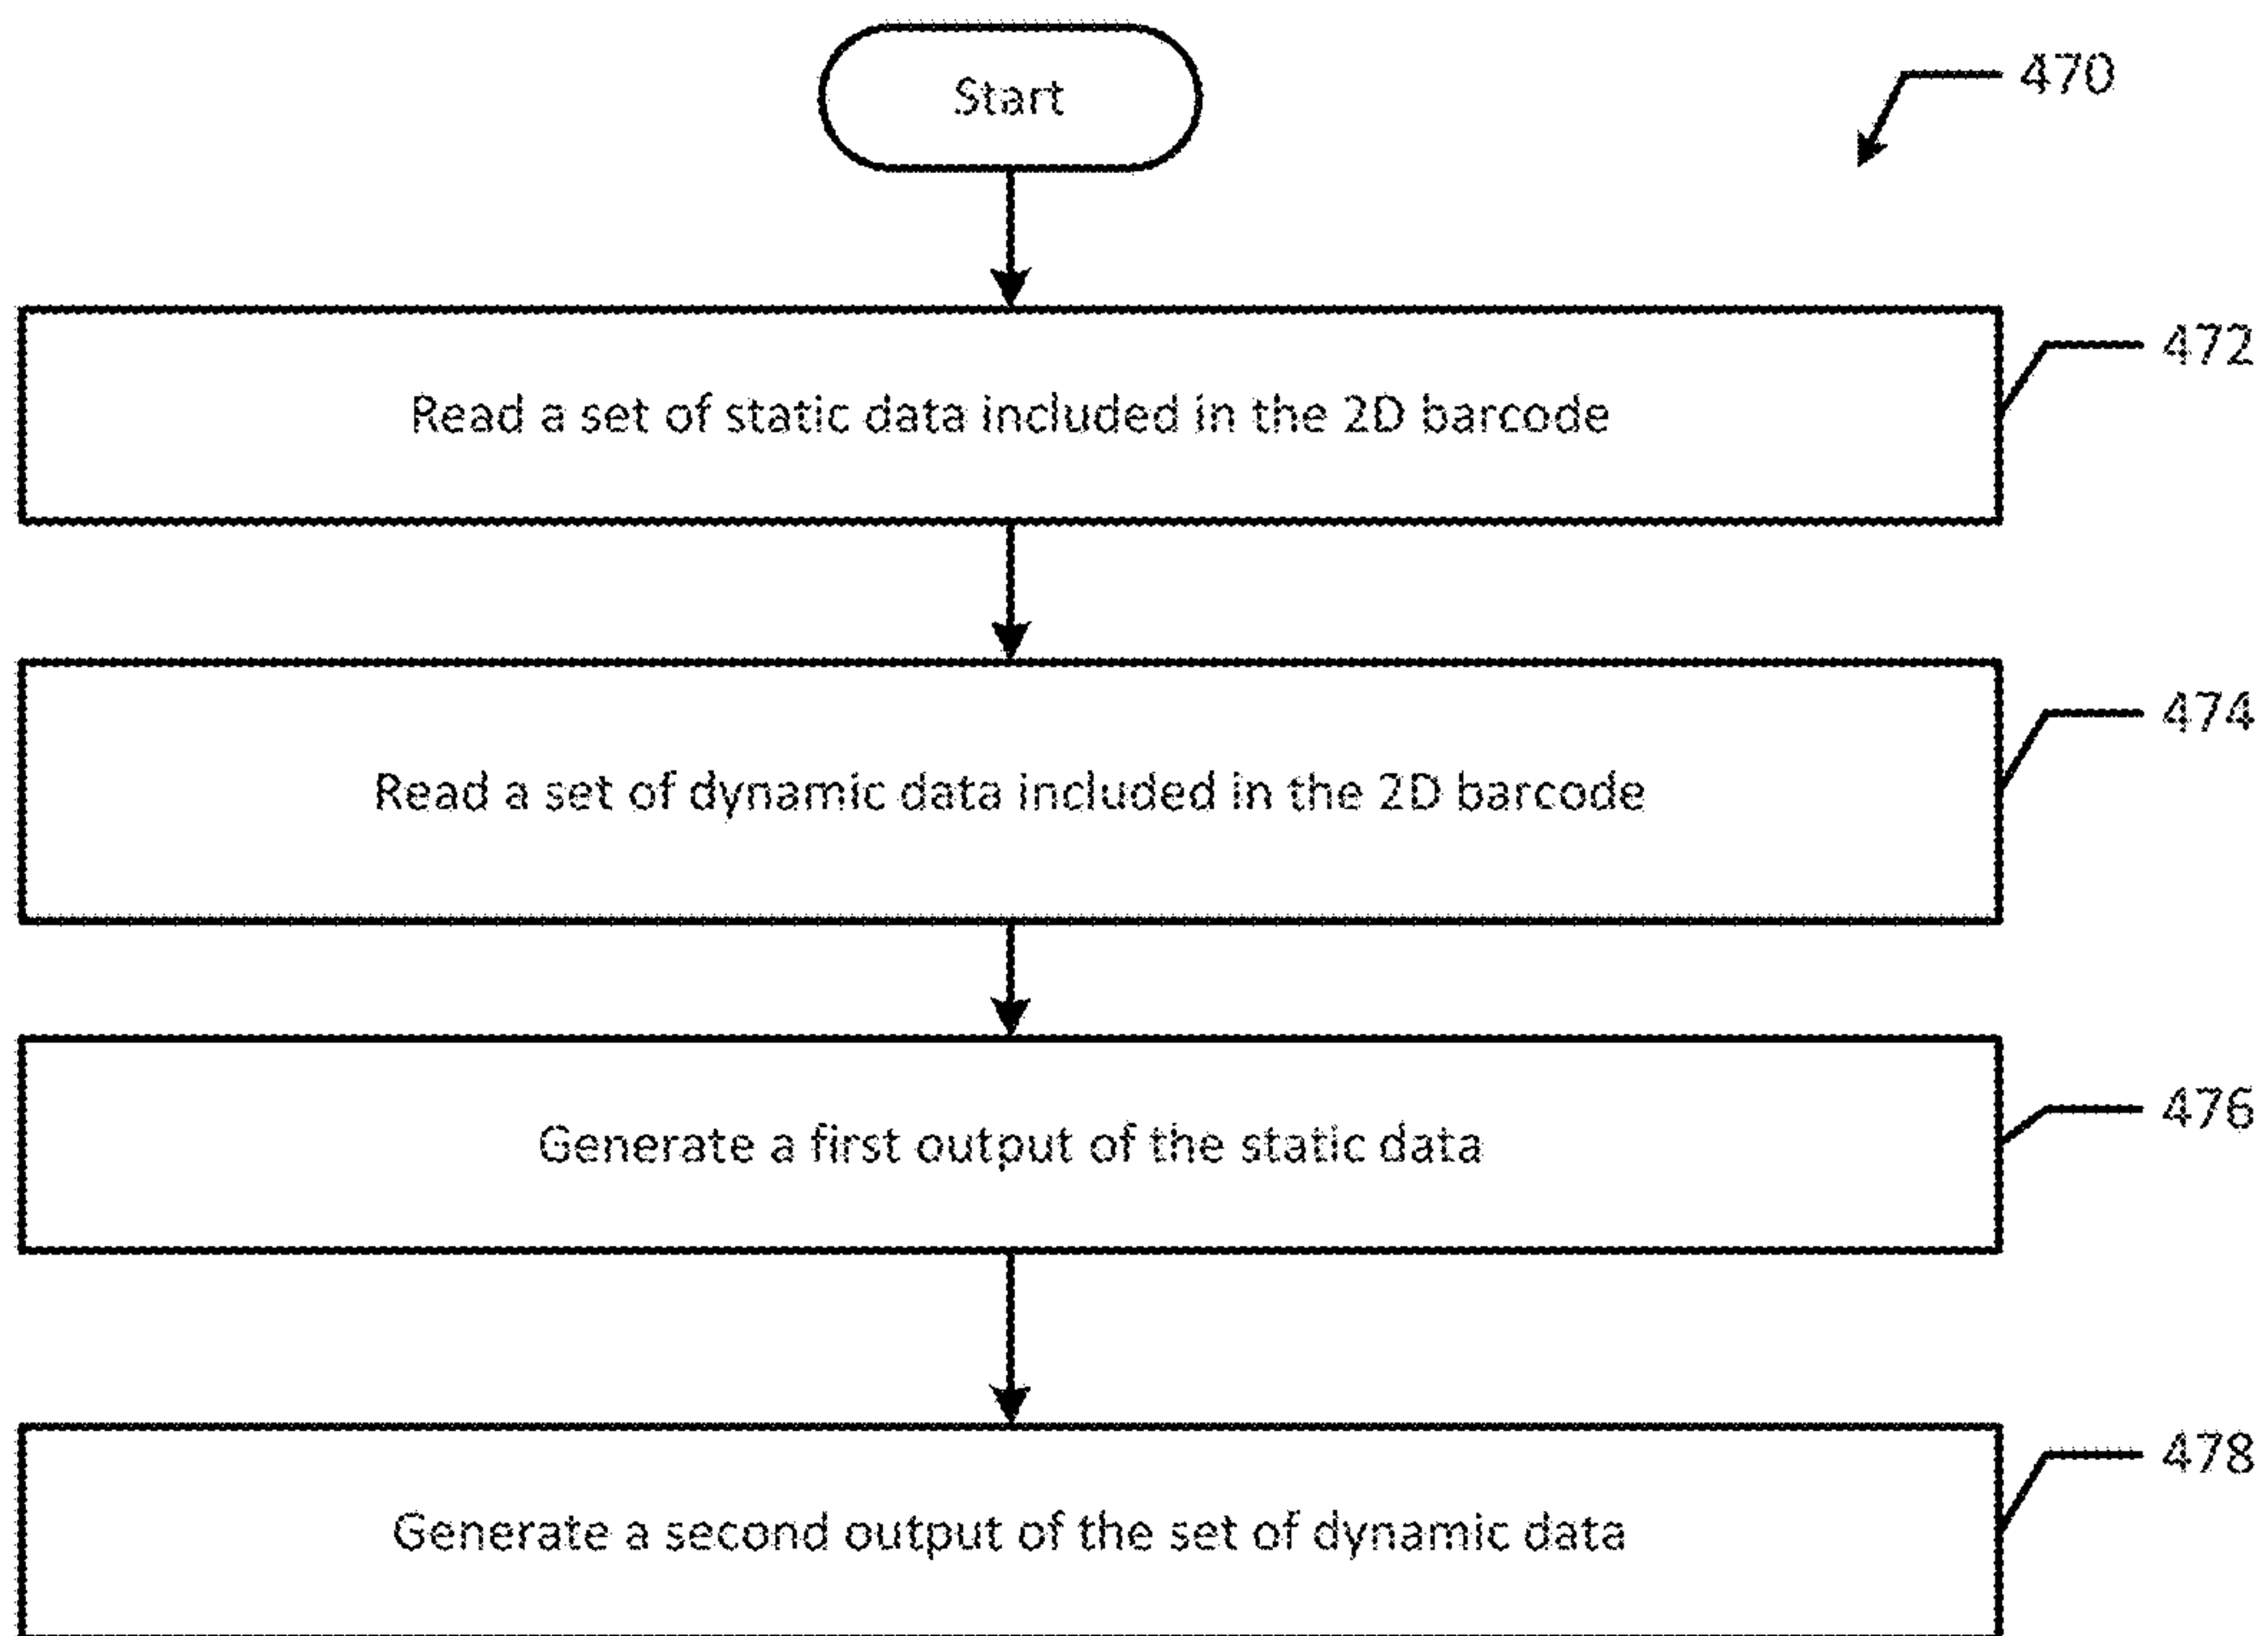 Start
470
472
Read a set of static data included in the 2D barcode
474
Read a set of dynamic data included in the 2D barcode
476
Generate a first output of the static data
478
Generate a second output of the set of dynamic data